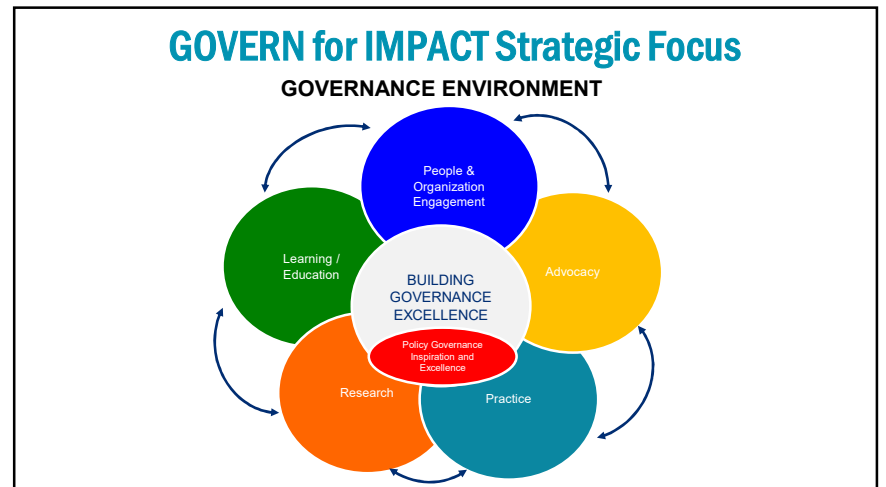 GOVERN for IMPACT Strategic Focus
GOVERNANCE ENVIRONMENT
People &
Organization
Engagement
Learning /
Education
Advocacy
BUILDING
GOVERNANCE
EXCELLENCE
Policy Governance
Inspiration and
Excellence
Research
Practice